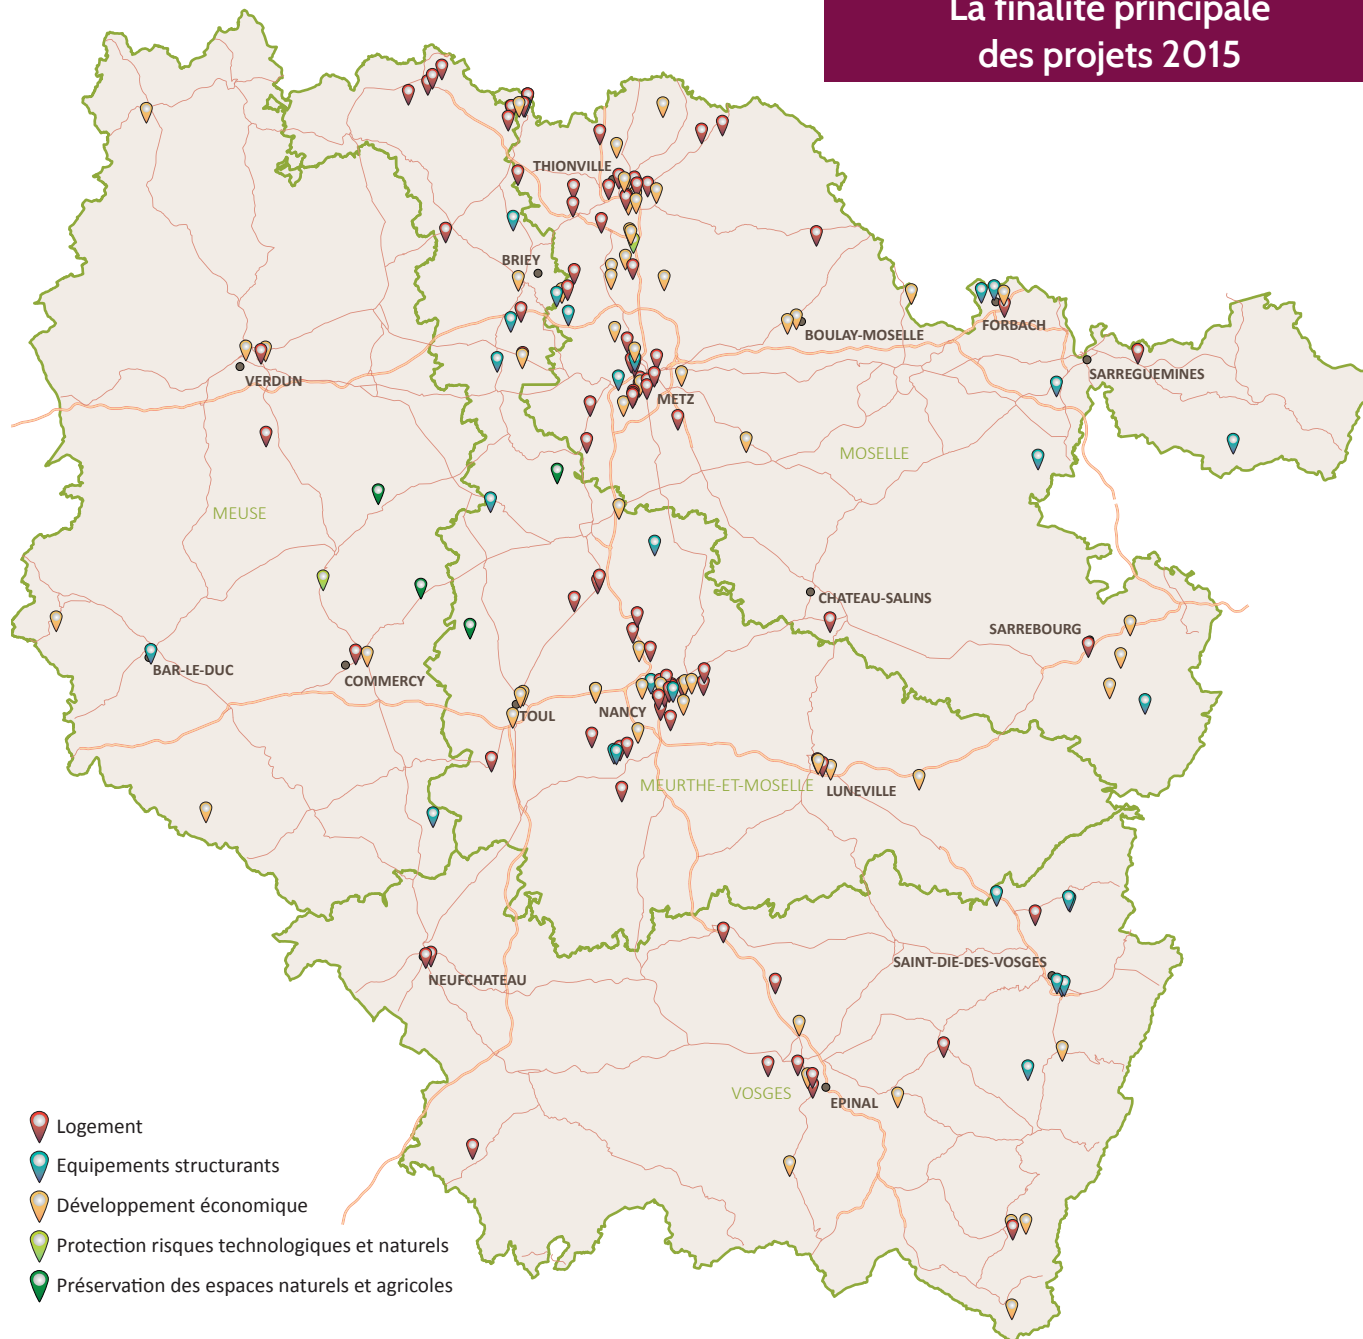 La finalité principale
des projets 2015
THIONVILLE
BRIEY
BOULAY-MOSELLE
FORBACH
SARREGUEMINES
VERDUN
METZ
MOSELLE
MEUSE
CHATEAU-SALINS
SARREBOURG
BAR-LE-DUC
COMMERCY
TOUL
NANCY
MEURTHE-ET-MOSELLE
LUNEVILLE
SAINT-DIE-DES-VOSGES
NEUFCHATEAU
VOSGES
EPINAL
Logement
Equipements structurants
Développement économique
Protection risques technologiques et naturels
Préservation des espaces naturels et agricoles